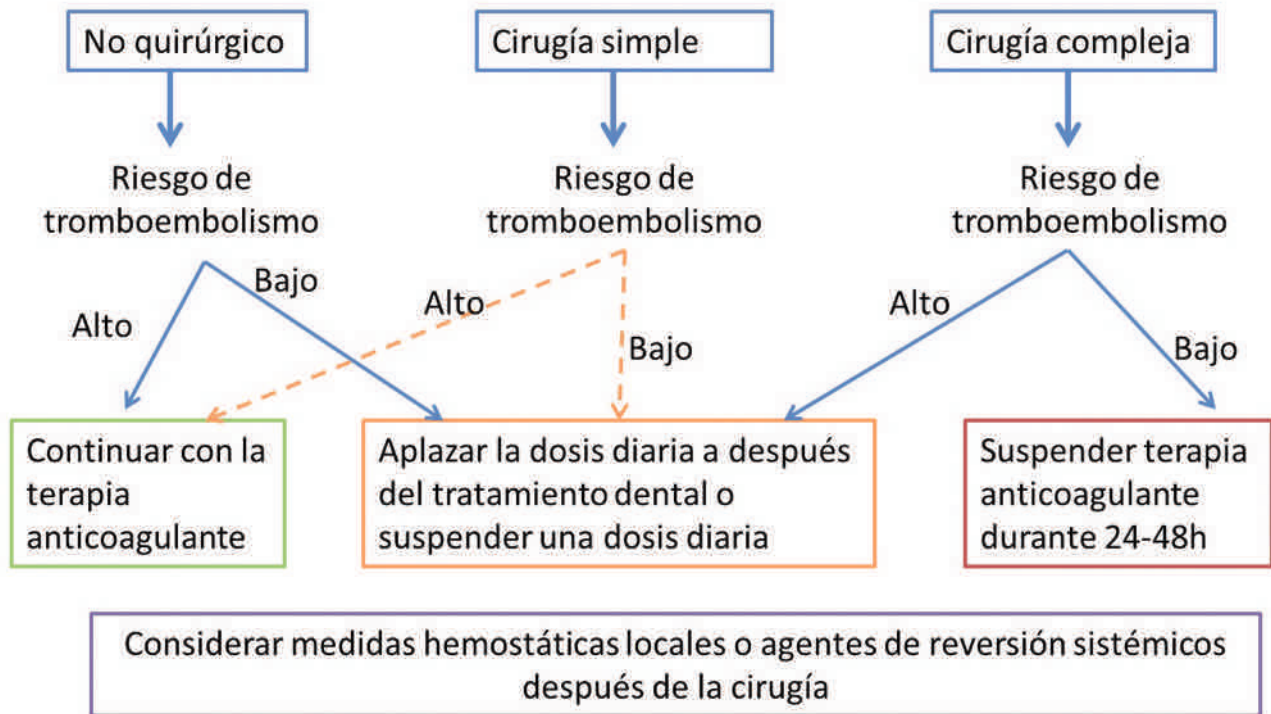 No quirúrgico
Cirugía simple
Cirugía compleja
Riesgo de
tromboembolismo
Riesgo de
tromboembolismo
Riesgo de
tromboembolismo
Alto
Bajo
Alto
Bajo
Alto
Bajo
Continuar con la
terapia
anticoagulante
Aplazar la dosis diaria a después
del tratamiento dental o
suspender una dosis diaria
Suspender terapia
anticoagulante
durante 24-48h
Considerar medidas hemostáticas locales o agentes de reversión sistémicos
después de la cirugía